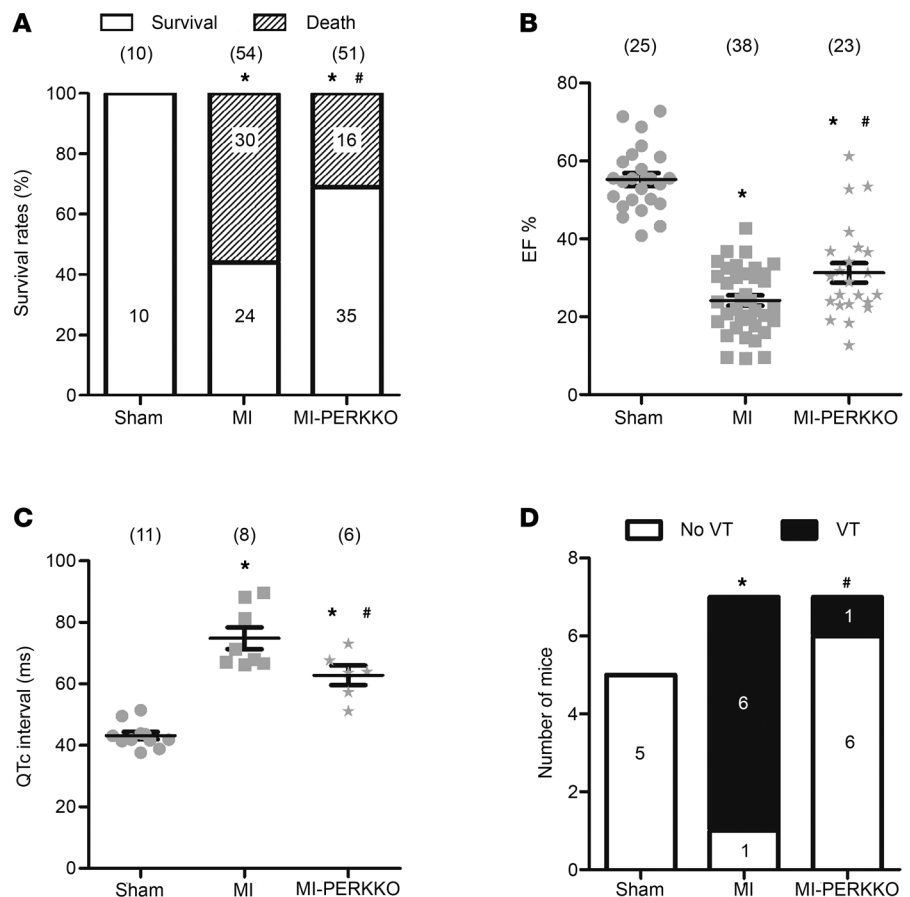 A
Survival Death
(10) (54) (51)
* * #
Survival rates (%)
100
80
60
40
20
0
30 16
10 24 35
Sham MI MI-PERKKO
B
(25) (38) (23)
EF %
80
60
40
20
0
* * #
Sham MI MI-PERKKO
C
(11) (8) (6)
QTc interval (ms)
100
80
60
40
20
0
* * #
Sham MI MI-PERKKO
D
No VT VT
Number of mice
8
6
4
2
0
* #
1
6
5 6
1
Sham MI MI-PERKKO